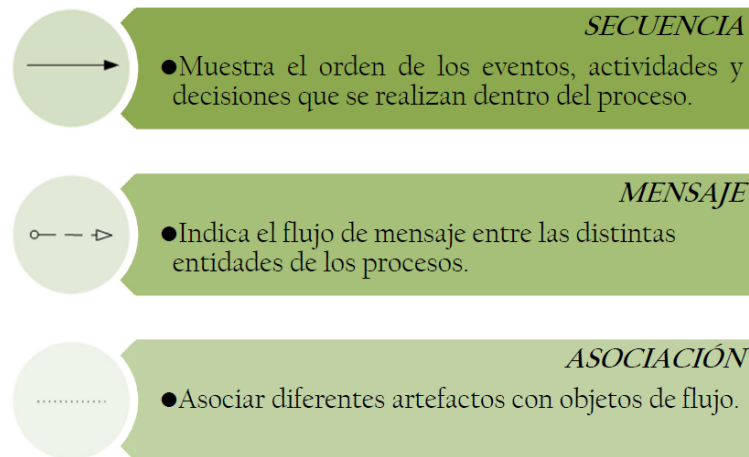 SECUENCIA
●Muestra el orden de los eventos, actividades y
decisiones que se realizan dentro del proceso.
MENSAJE
●Indica el flujo de mensaje entre las distintas
entidades de los procesos.
ASOCIACIÓN
●Asociar diferentes artefactos con objetos de flujo.